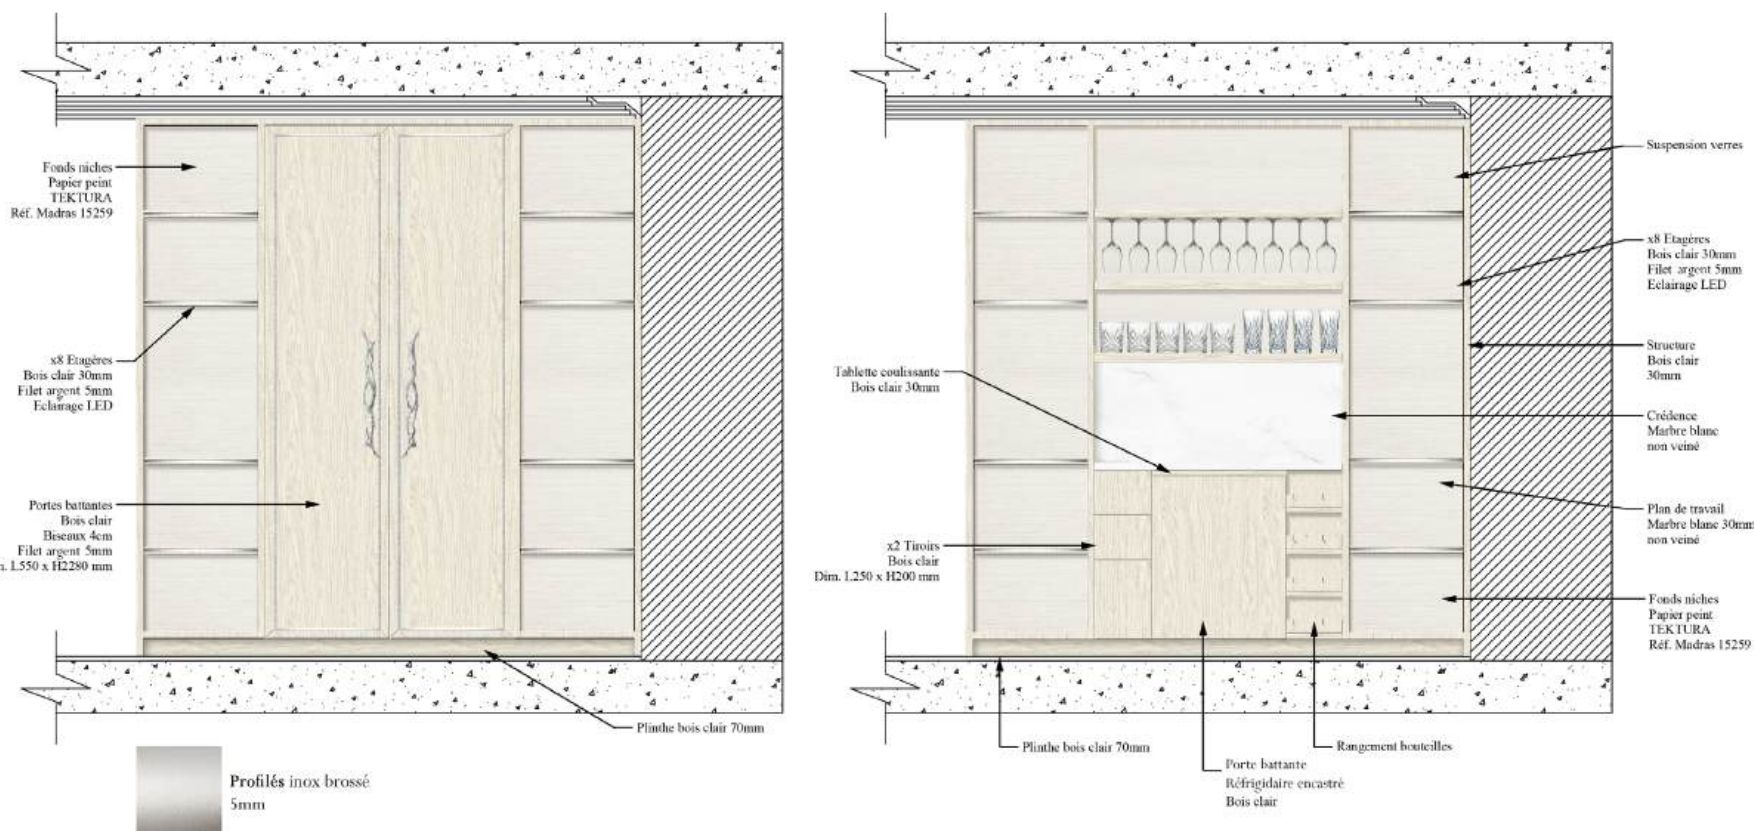 Fonds niches
Papier peint
TEKTURA
Réf. Madras 15259
x8 Etagères
Bois clair 30mm
Filet argent 5mm
Eclairage LED
Portes battantes
Bois clair
Biseaux 4cm
Filet argent 5mm
L550 x H2280 mm
Plinthe bois clair 70mm
Profilés inox brossé
5mm
Tablette coulissante
Bois clair 30mm
x2 Tiroirs
Bois clair
Dim. L250 x H200 mm
Suspension verres
x8 Etagères
Bois clair 30mm
Filet argent 5mm
Eclairage LED
Structure
Bois clair
30mm
Crédence
Marbre blanc
non veiné
Plan de travail
Marbre blanc 30mm
non veiné
Fonds niches
Papier peint
TEKTURA
Réf. Madras 15259
Plinthe bois clair 70mm
Porte battante
Réfrigidaire encastré
Bois clair
Rangement bouteilles